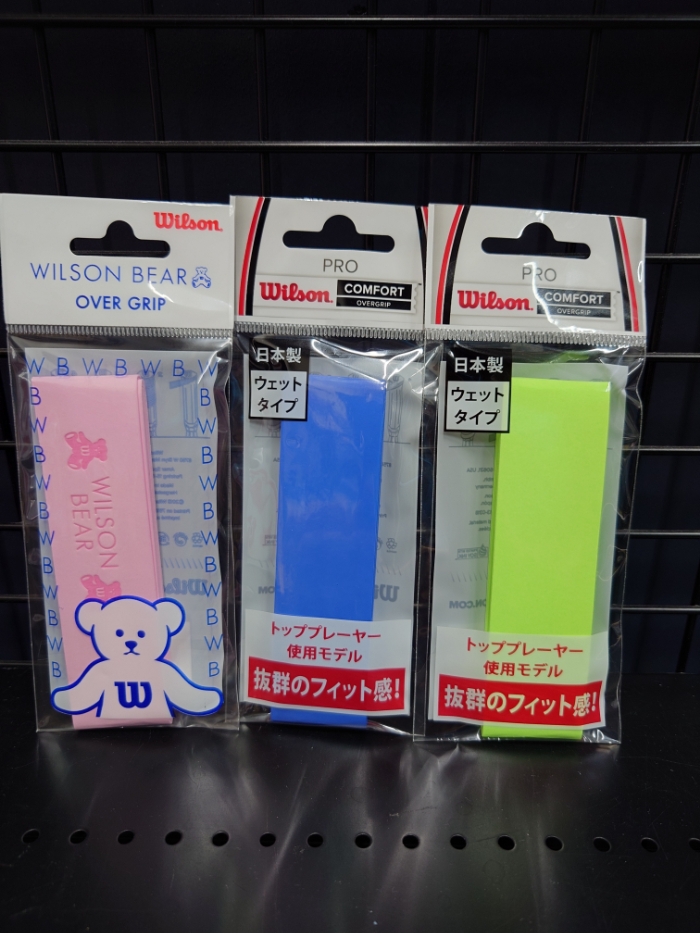 Wilson.
WILSON BEAR
OVER GRIP
W B W B W B W
B
W
B
W
B
W
B
W
B
W
B
B
W
B
W
B
W
B
W
B
W
B
WILSON
BEAR
W
PRO
Wilson. COMFORT
OVERGRIP
日本製
ウェット
タイプ
トッププレーヤー
使用モデル
抜群のフィット感!
PRO
Wilson. COMFORT
OVERGRIP
日本製
ウェット
タイプ
トッププレーヤー
使用モデル
抜群のフィット感!